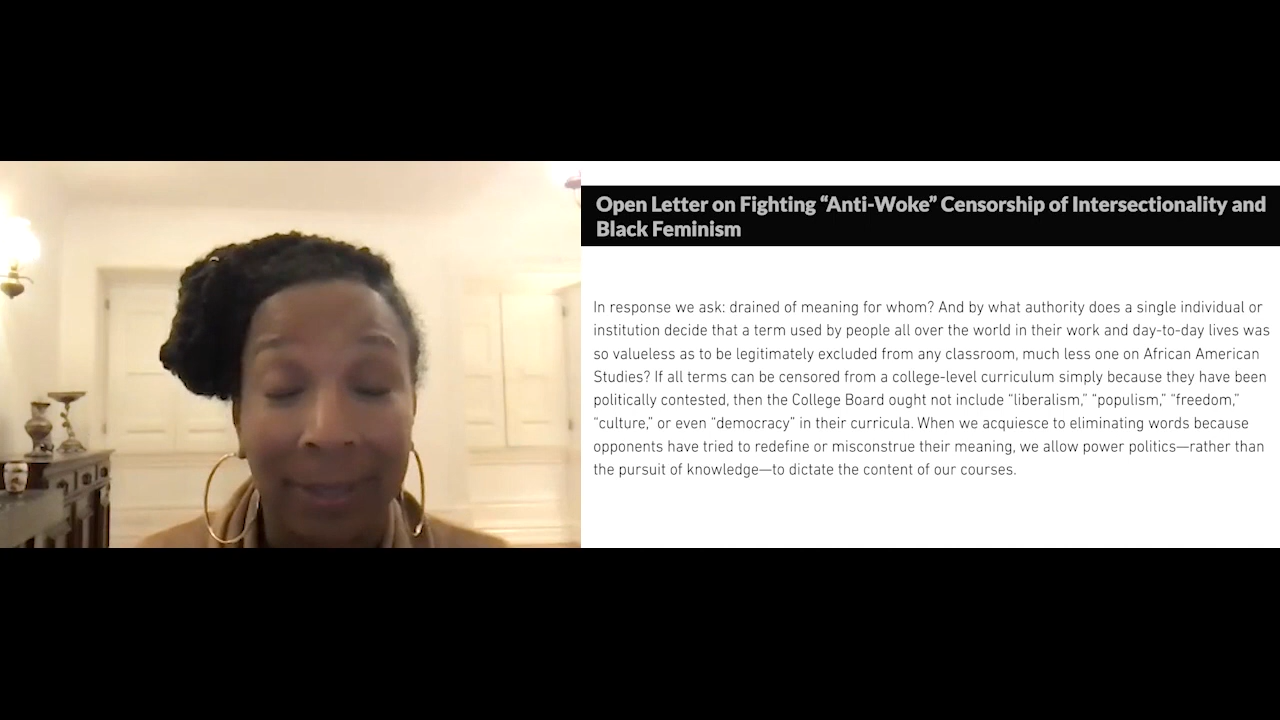 Open Letter on Fighting “Anti-Woke” Censorship of Intersectionality and
Black Feminism
In response we ask: drained of meaning for whom? And by what authority does a single individual or
institution decide that a term used by people all over the world in their work and day-to-day lives was
so valueless as to be legitimately excluded from any classroom, much less one on African American
Studies? If all terms can be censored from a college-level curriculum simply because they have been
politically contested, then the College Board ought not include “liberalism,” “populism,” “freedom,”
“culture,” or even “democracy” in their curricula. When we acquiesce to eliminating words because
opponents have tried to redefine or misconstrue their meaning, we allow power politics—rather than
the pursuit of knowledge—to dictate the content of our courses.